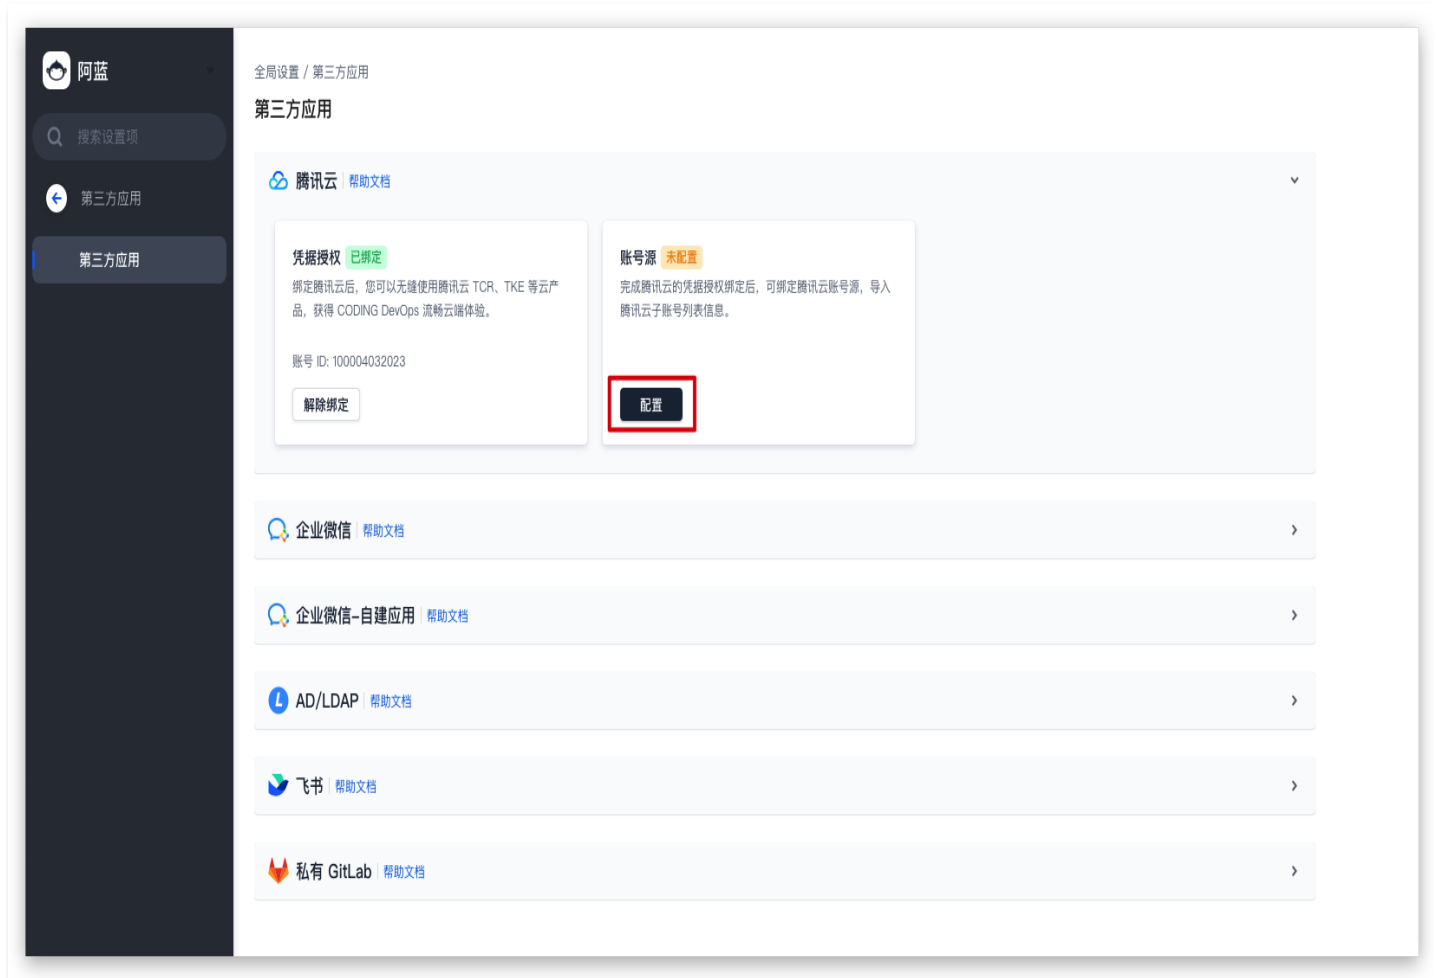 阿蓝
搜索设置项
第三方应用
第三方应用
全局设置 / 第三方应用
第三方应用
腾讯云 帮助文档
凭据授权 已绑定
绑定腾讯云后，您可以无缝使用腾讯云 TCR、TKE 等云产
品，获得 CODING DevOps 流畅云端体验。
账号 ID: 100004032023
解除绑定
账号源 未配置
完成腾讯云的凭据授权绑定后，可绑定腾讯云账号源，导入
腾讯云子账号列表信息。
配置
企业微信 帮助文档
企业微信-自建应用 帮助文档
AD/LDAP 帮助文档
飞书 帮助文档
私有 GitLab 帮助文档